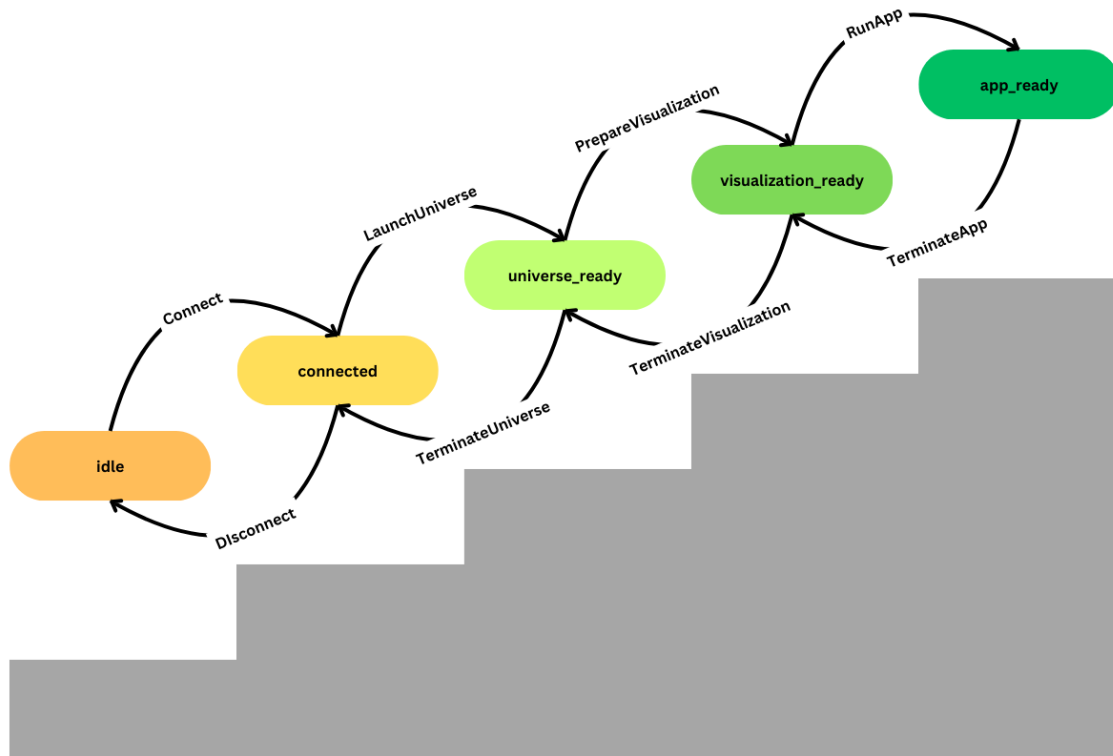 RunApp
app_ready
PrepareVisualization
visualization_ready
TerminateApp
LaunchUniverse
universe_ready
TerminateVisualization
Connect
connected
TerminateUniverse
idle
DIsconnect